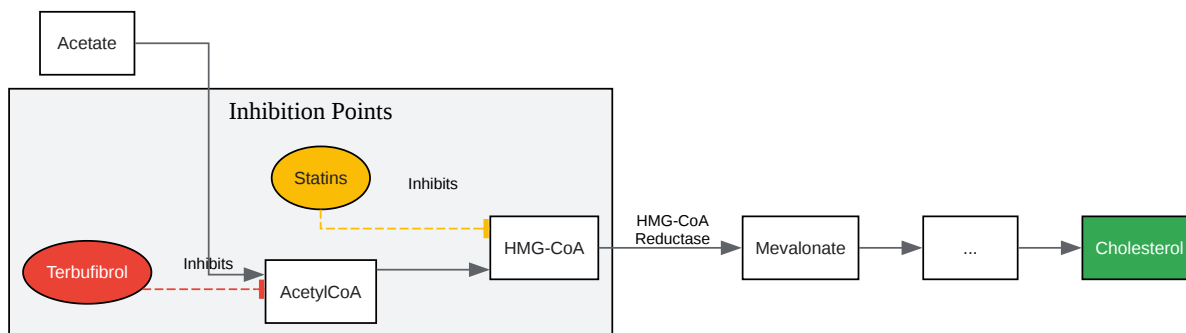 Acetate
Inhibition Points
Statins
Inhibits
HMG-CoA
Reductase
HMG-CoA
Mevalonate
...
Cholesterol
Terbufibrol
Inhibits
AcetylCoA